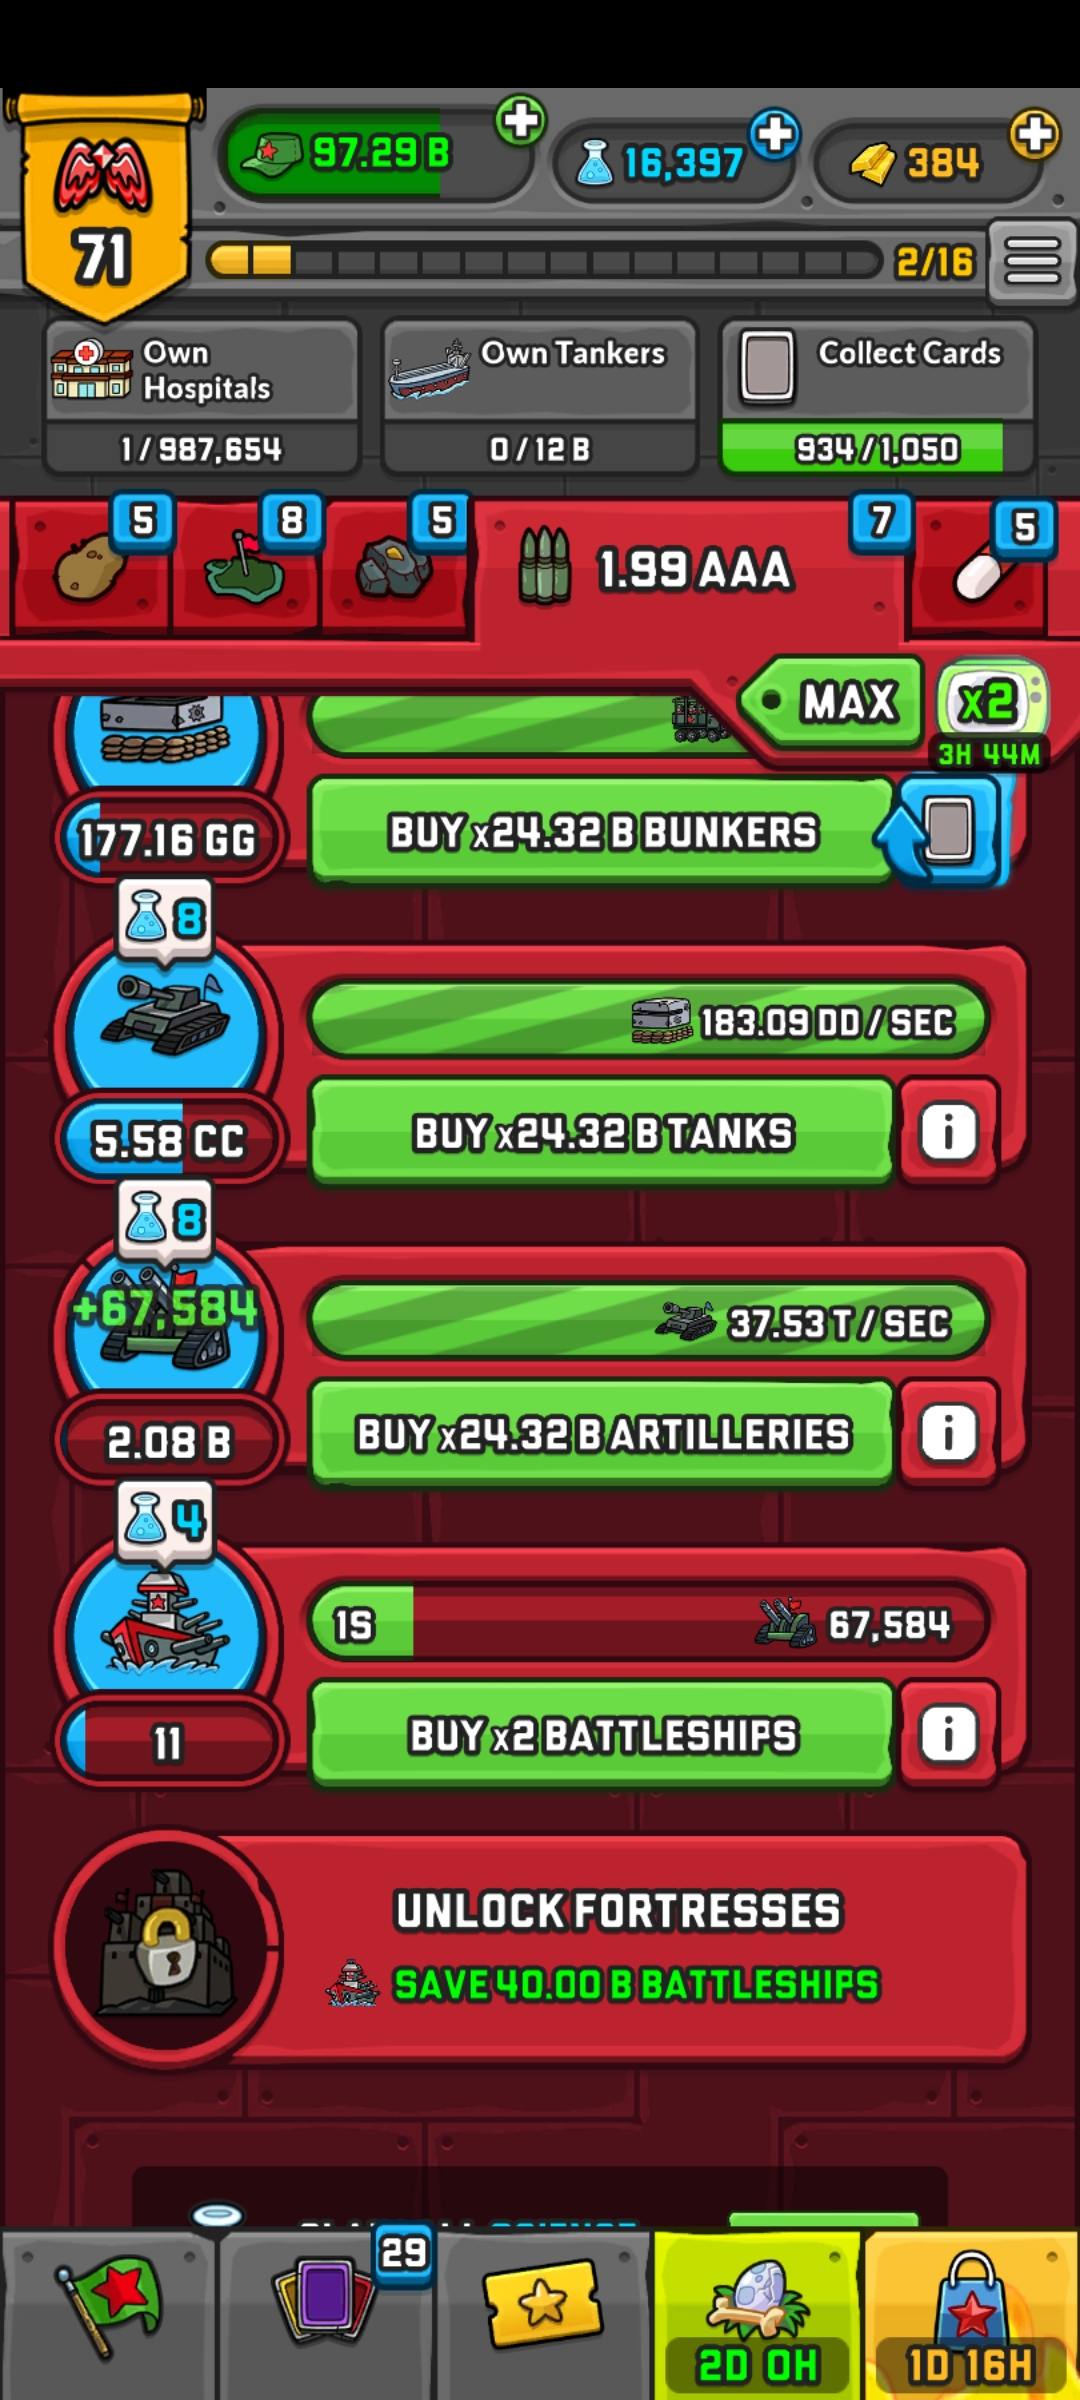 71
97.29 B
16,397
384
2/16
Own Hospitals
1 / 987,654
Own Tankers
0 / 12 B
Collect Cards
934 / 1,050
5
8
5
1.99 AAA
7
5
MAX
x2
3H 44M
177.16 GG
BUY x24.32 B BUNKERS
8
183.09 DD / SEC
5.58 CC
BUY x24.32 B TANKS
8
+67,584
37.53 T / SEC
2.08 B
BUY x24.32 B ARTILLERIES
4
1S
67,584
11
BUY x2 BATTLESHIPS
UNLOCK FORTRESSES
SAVE 40.00 B BATTLESHIPS
29
2D 0H
1D 16H